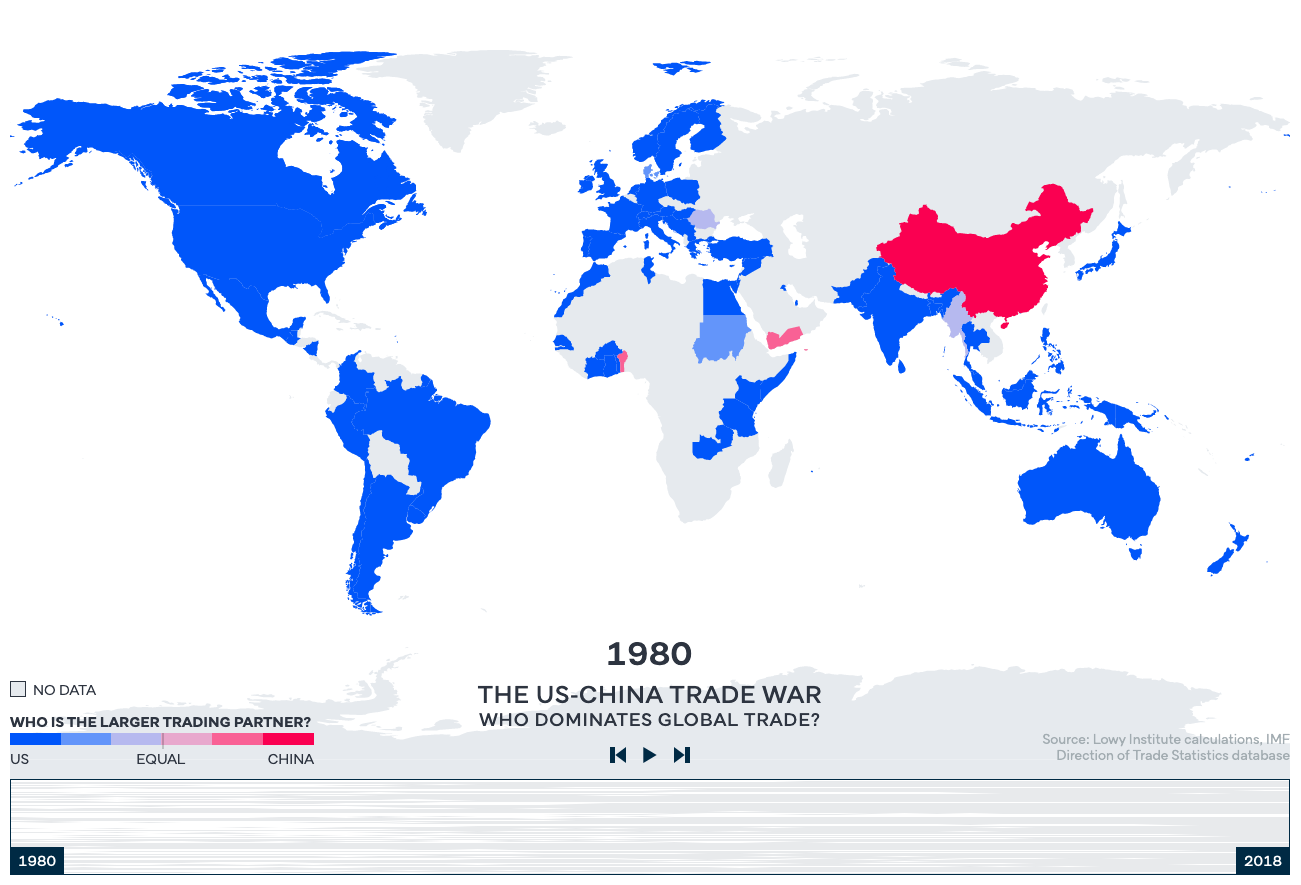 1980
THE US-CHINA TRADE WAR
WHO DOMINATES GLOBAL TRADE?
NO DATA
WHO IS THE LARGER TRADING PARTNER?
US EQUAL CHINA
Source: Lowy Institute calculations, IMF
Direction of Trade Statistics database
1980
2018